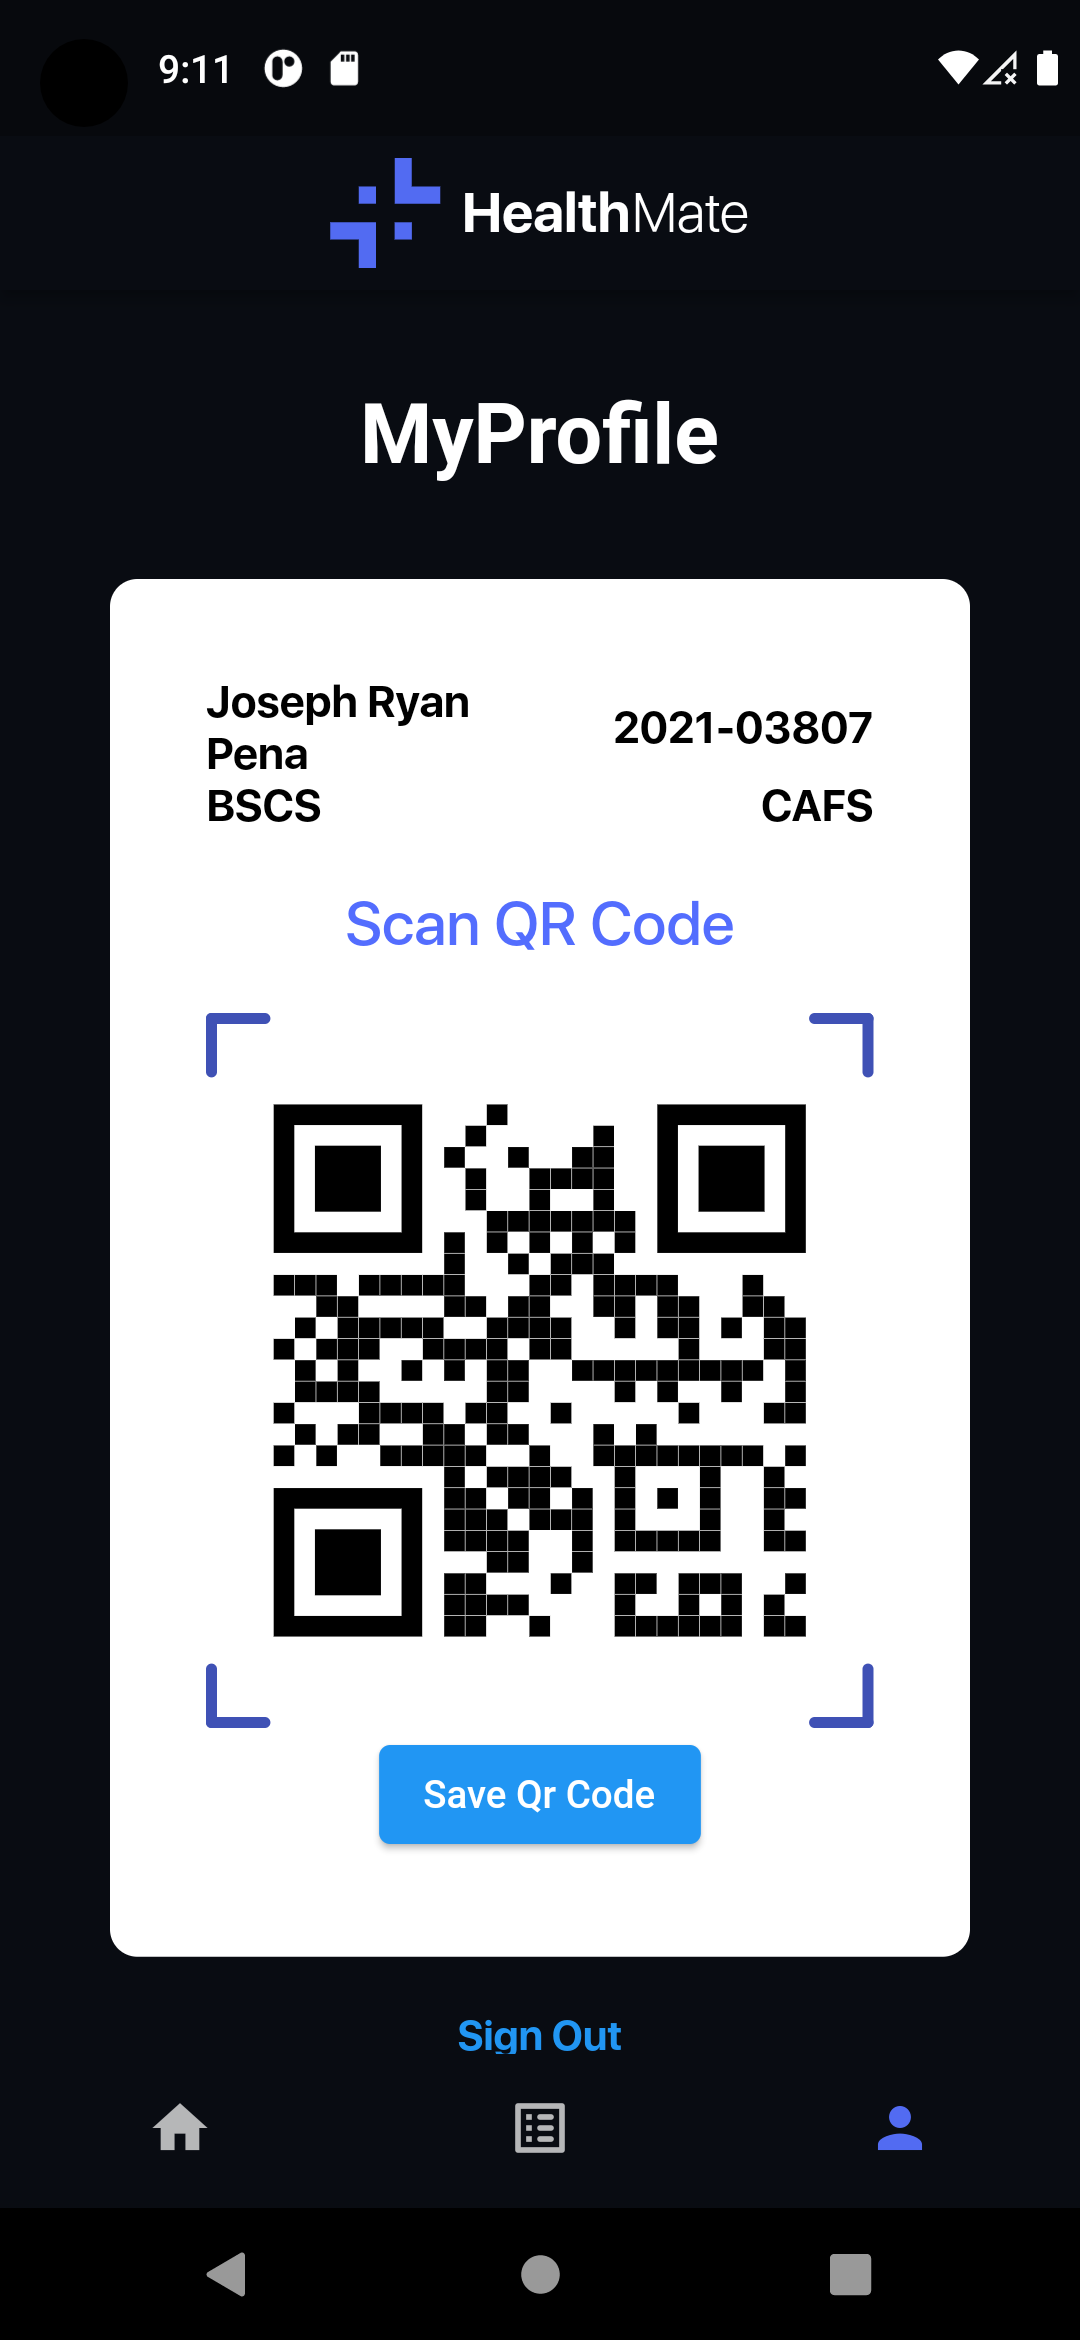 9:11
HealthMate
MyProfile
Joseph Ryan
Pena
2021-03807
BSCS
CAFS
Scan QR Code
Save Qr Code
Sign Out